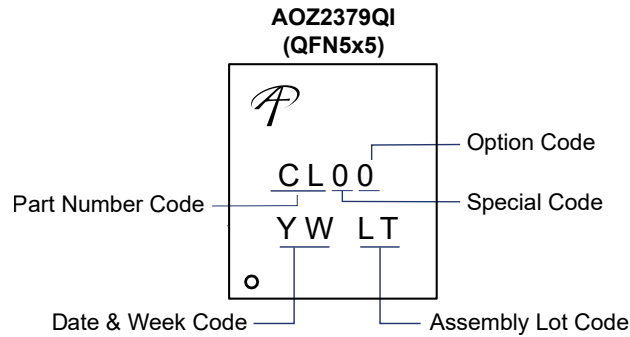 AOZ2379QI
(QFN5x5)
Option Code
CL00
Part Number Code
Special Code
YW LT
Date & Week Code
Assembly Lot Code